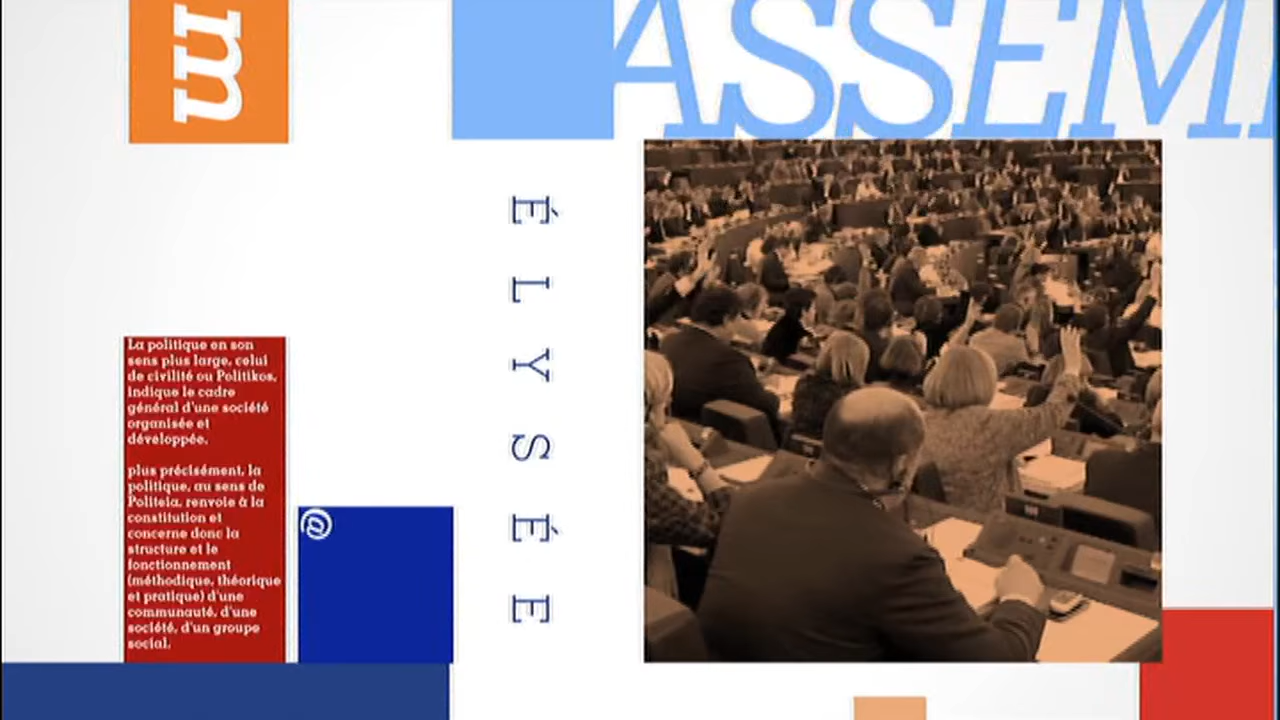 m
ASSEM
ÉLYSÉE
La politique en son
sens plus large, celui
de civilité ou Politikos,
indique le cadre
général d'une société
organisée et
développée.
plus précisément, la
politique, au sens de
Politeia, renvoie à la
constitution et
concerne donc la
structure et le
fonctionnement
(méthodique, théorique
et pratique) d'une
communauté, d'une
société, d'un groupe
social.
@